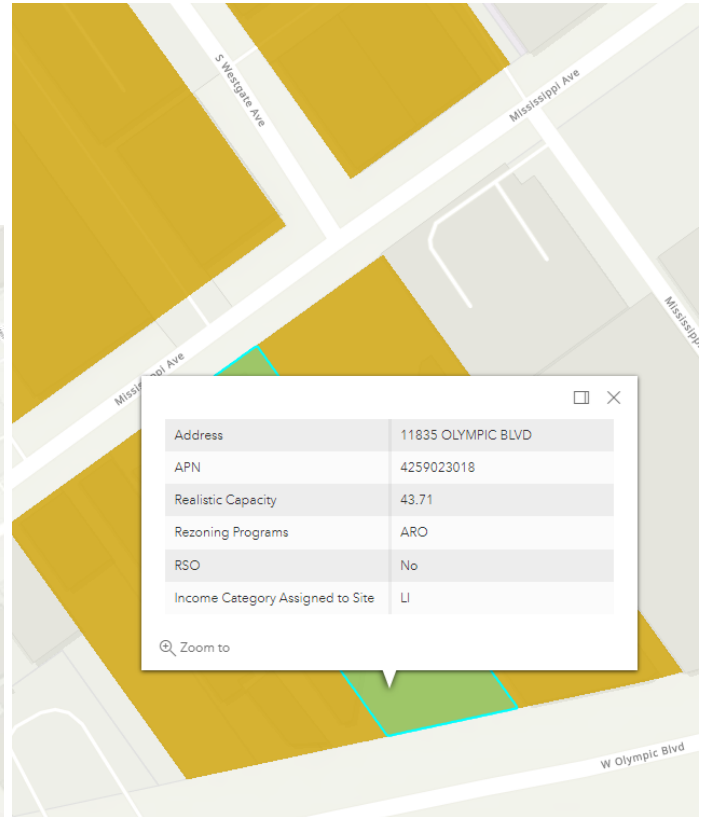 S Westgate Ave
Mississippi Ave
Mississippi Ave
Address 11835 OLYMPIC BLVD
APN 4259023018
Realistic Capacity 43.71
Rezoning Programs ARO
RSO No
Income Category Assigned to Site LI
Zoom to
W Olympic Blvd